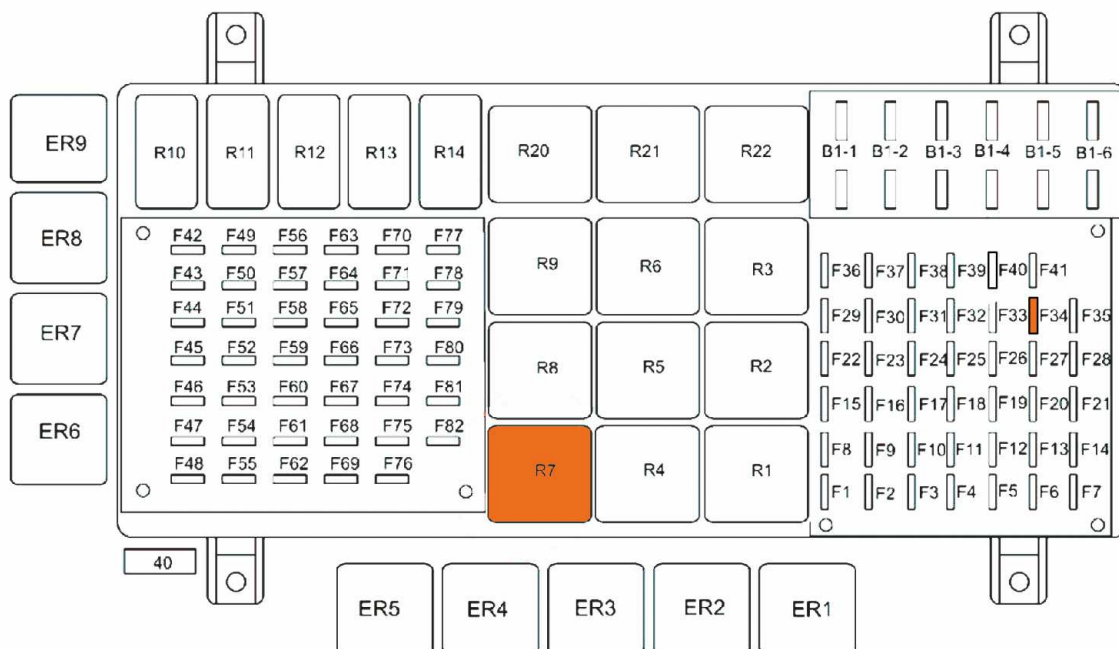 ER9 R10 R11 R12 R13 R14 R20 R21 R22 B1-1 B1-2 B1-3 B1-4 B1-5 B1-6
ER8 F42 F49 F56 F63 F70 F77
F43 F50 F57 F64 F71 F78 R9 R6 R3 F36 F37 F38 F39 F40 F41
ER7 F44 F51 F58 F65 F72 F79 F29 F30 F31 F32 F33 F34 F35
F45 F52 F59 F66 F73 F80 R8 R5 R2 F22 F23 F24 F25 F26 F27 F28
F46 F53 F60 F67 F74 F81 F15 F16 F17 F18 F19 F20 F21
ER6 F47 F54 F61 F68 F75 F82 F8 F9 F10 F11 F12 F13 F14
F48 F55 F62 F69 F76 R7 R4 R1 F1 F2 F3 F4 F5 F6 F7
40
ER5 ER4 ER3 ER2 ER1